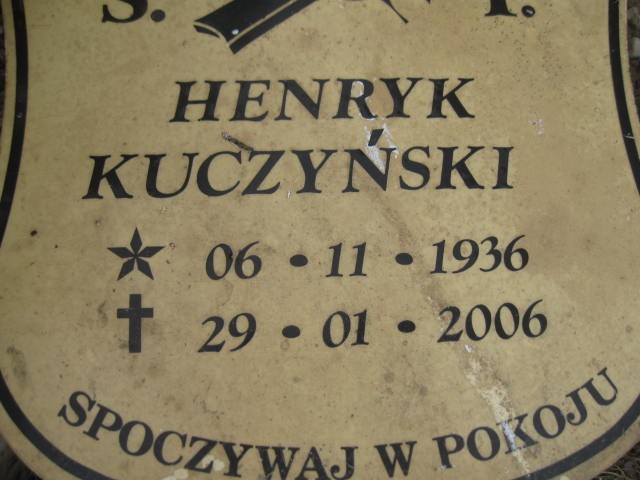 Ś. P.
HENRYK
KUCZYŃSKI
06 • 11 • 1936
29 • 01 • 2006
SPOCZYWAJ W POKOJU